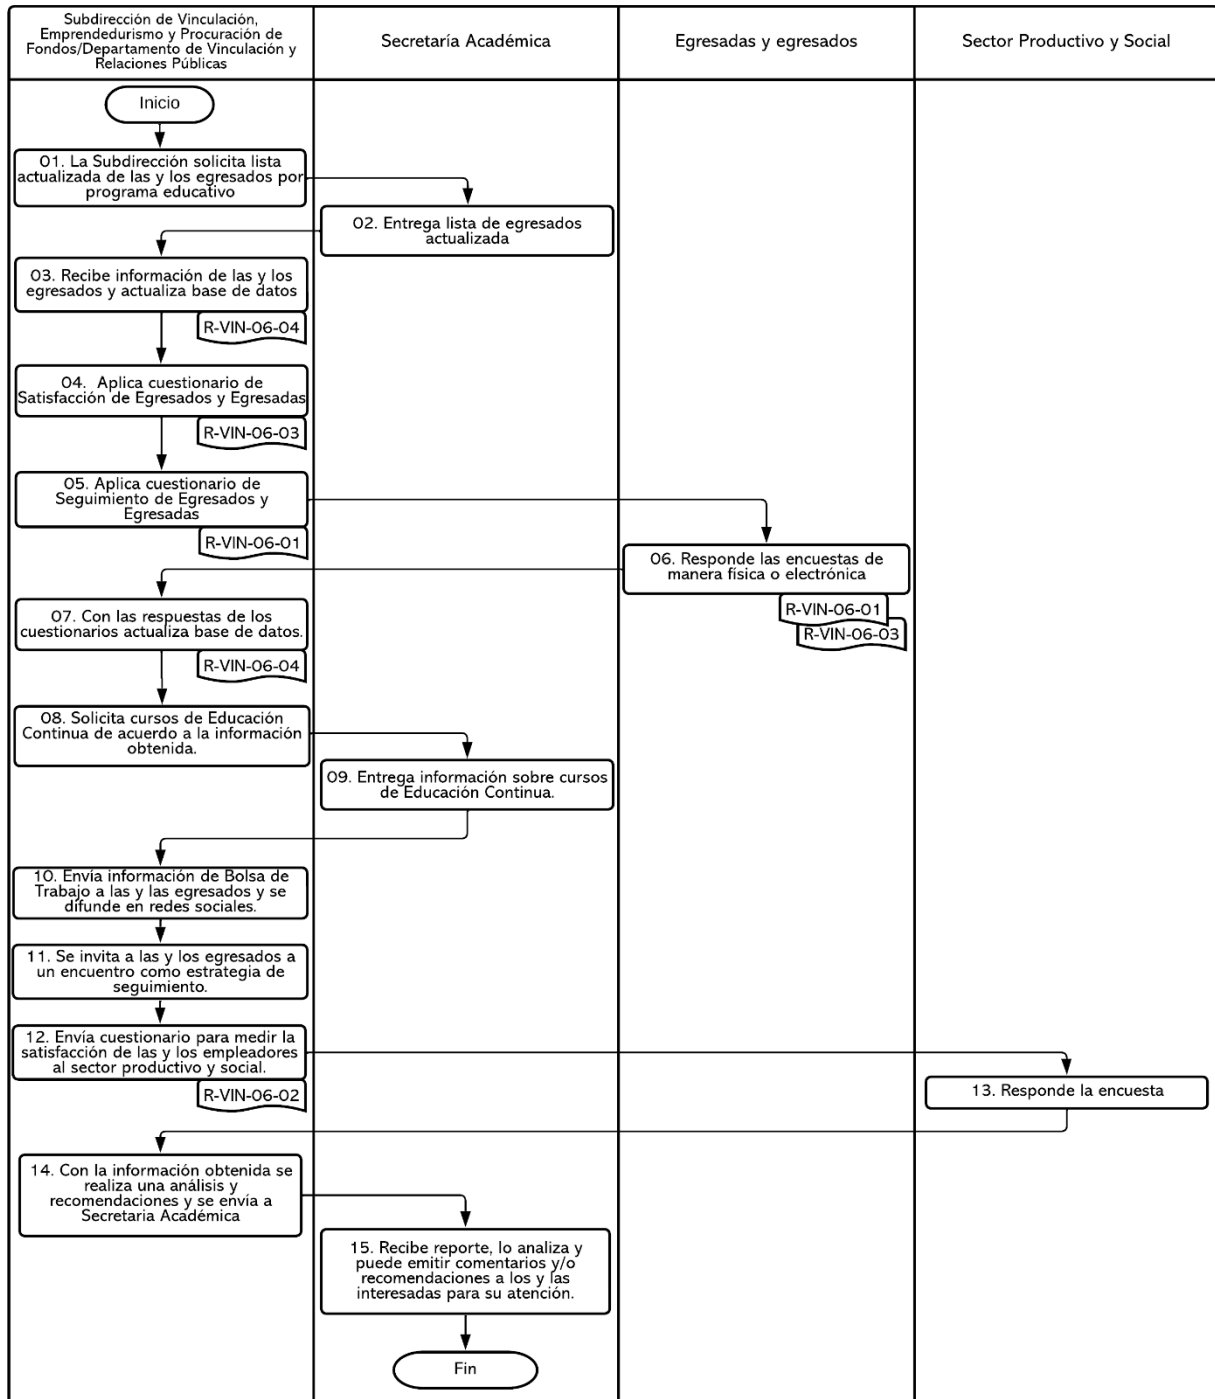 Subdirección de Vinculación,
Emprendedurismo y Procuración de
Fondos/Departamento de Vinculación y
Relaciones Públicas
Secretaría Académica
Egresadas y egresados
Sector Productivo y Social
Inicio
01. La Subdirección solicita lista
actualizada de las y los egresados por
programa educativo
02. Entrega lista de egresados
actualizada
03. Recibe información de las y los
egresados y actualiza base de datos
R-VIN-06-04
04. Aplica cuestionario de
Satisfacción de Egresados y Egresadas
R-VIN-06-03
05. Aplica cuestionario de
Seguimiento de Egresados y
Egresadas
R-VIN-06-01
06. Responde las encuestas de
manera física o electrónica
R-VIN-06-01
R-VIN-06-03
07. Con las respuestas de los
cuestionarios actualiza base de datos.
R-VIN-06-04
08. Solicita cursos de Educación
Continua de acuerdo a la información
obtenida.
09. Entrega información sobre cursos
de Educación Continua.
10. Envía información de Bolsa de
Trabajo a las y las egresados y se
difunde en redes sociales.
11. Se invita a las y los egresados a
un encuentro como estrategia de
seguimiento.
12. Envía cuestionario para medir la
satisfacción de las y los empleadores
al sector productivo y social.
R-VIN-06-02
13. Responde la encuesta
14. Con la información obtenida se
realiza una análisis y
recomendaciones y se envía a
Secretaria Académica
15. Recibe reporte, lo analiza y
puede emitir comentarios y/o
recomendaciones a los y las
interesadas para su atención.
Fin